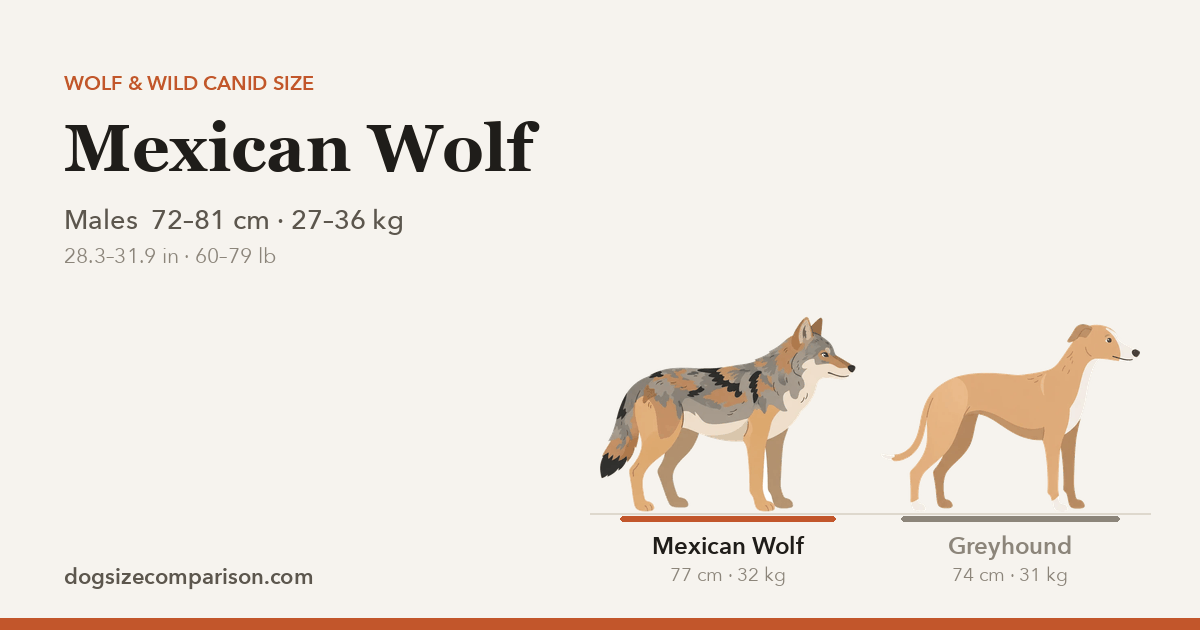 WOLF & WILD CANID SIZE
Mexican Wolf
Males 72–81 cm · 27–36 kg
28.3–31.9 in · 60–79 lb
Mexican Wolf
77 cm · 32 kg
Greyhound
74 cm · 31 kg
dogsizecomparison.com